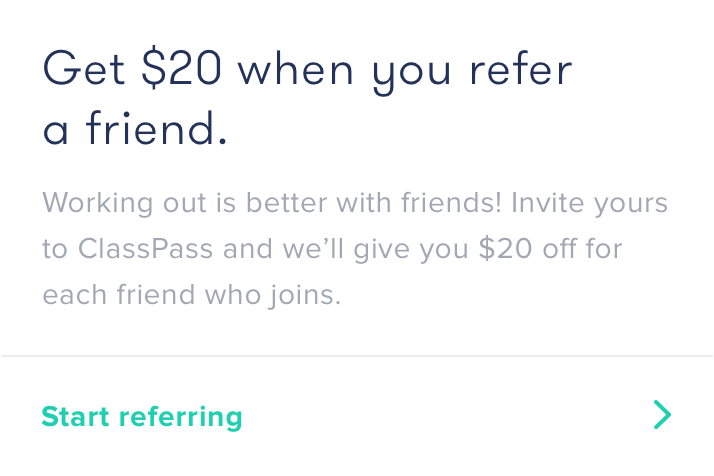 Get $20 when you refer
a friend.
Working out is better with friends! Invite yours
to ClassPass and we’ll give you $20 off for
each friend who joins.
Start referring